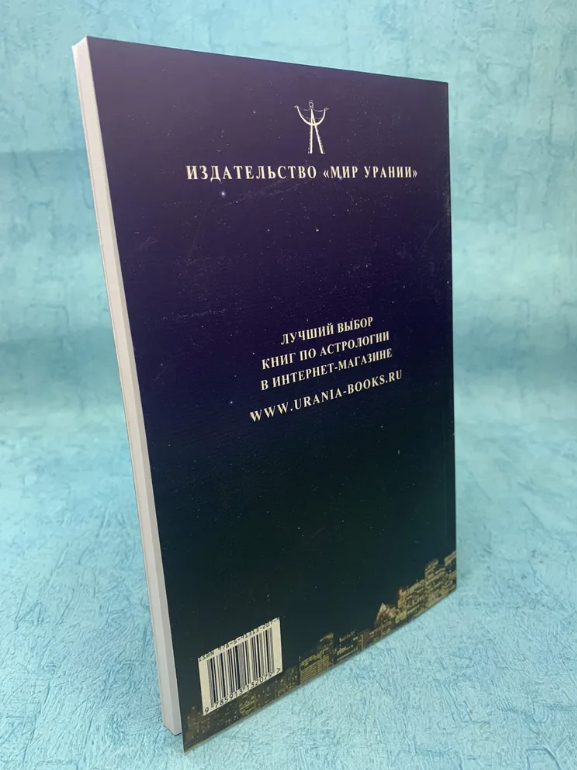 ИЗДАТЕЛЬСТВО «МИР УРАНИИ»
ЛУЧШИЙ ВЫБОР
КНИГ ПО АСТРОЛОГИИ
В ИНТЕРНЕТ-МАГАЗИНЕ
WWW.URANIA-BOOKS.RU